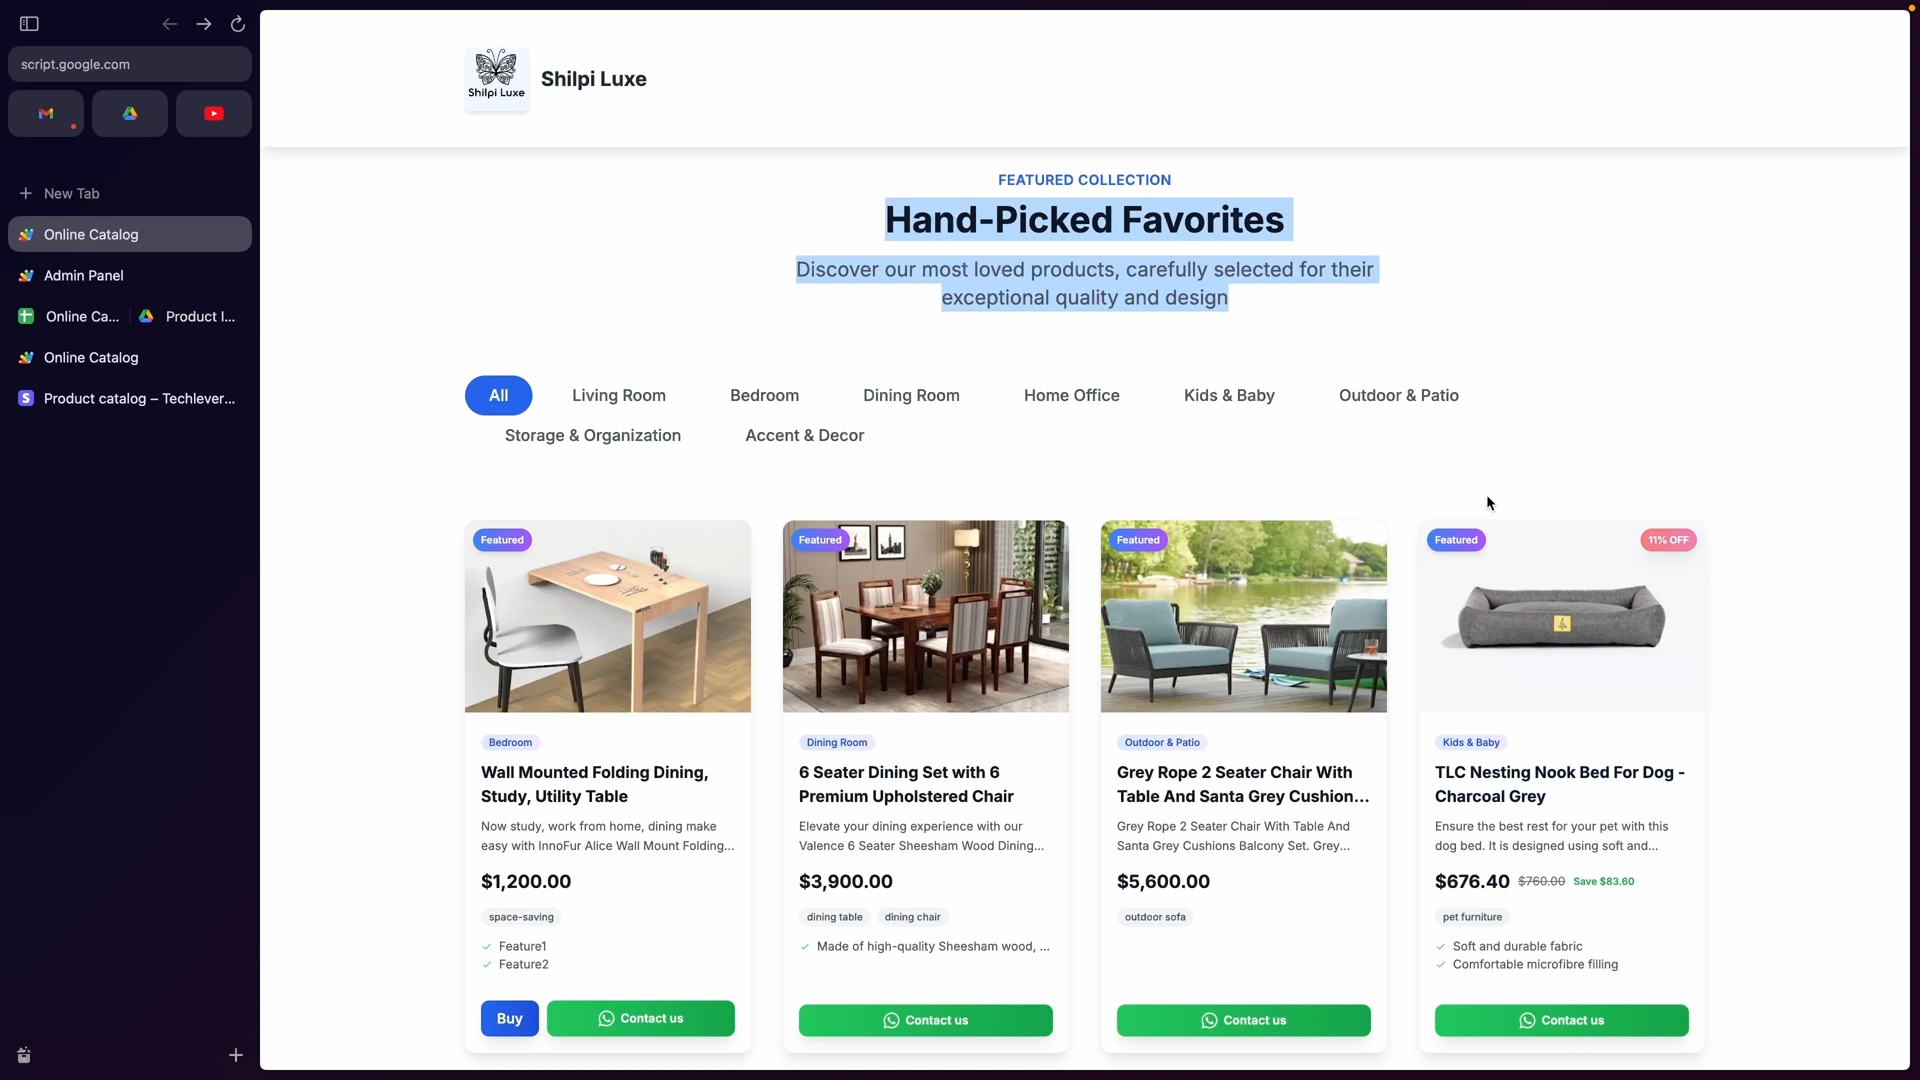 script.google.com
New Tab
Online Catalog
Admin Panel
Online Ca...
Product I...
Online Catalog
Product catalog – Techlever...
Shilpi Luxe
Shilpi Luxe
FEATURED COLLECTION
Hand-Picked Favorites
Discover our most loved products, carefully selected for their
exceptional quality and design
All
Living Room
Bedroom
Dining Room
Home Office
Kids & Baby
Outdoor & Patio
Storage & Organization
Accent & Decor
Featured
Bedroom
Wall Mounted Folding Dining,
Study, Utility Table
Now study, work from home, dining make
easy with InnoFur Alice Wall Mount Folding...
$1,200.00
space-saving
Feature1
Feature2
Buy
Contact us
Featured
Dining Room
6 Seater Dining Set with 6
Premium Upholstered Chair
Elevate your dining experience with our
Valence 6 Seater Sheesham Wood Dining...
$3,900.00
dining table
dining chair
Made of high-quality Sheesham wood, ...
Contact us
Featured
Outdoor & Patio
Grey Rope 2 Seater Chair With
Table And Santa Grey Cushion...
Grey Rope 2 Seater Chair With Table And
Santa Grey Cushions Balcony Set. Grey...
$5,600.00
outdoor sofa
Contact us
Featured
11% OFF
Kids & Baby
TLC Nesting Nook Bed For Dog -
Charcoal Grey
Ensure the best rest for your pet with this
dog bed. It is designed using soft and...
$676.40 $760.00 Save $83.60
pet furniture
Soft and durable fabric
Comfortable microfibre filling
Contact us